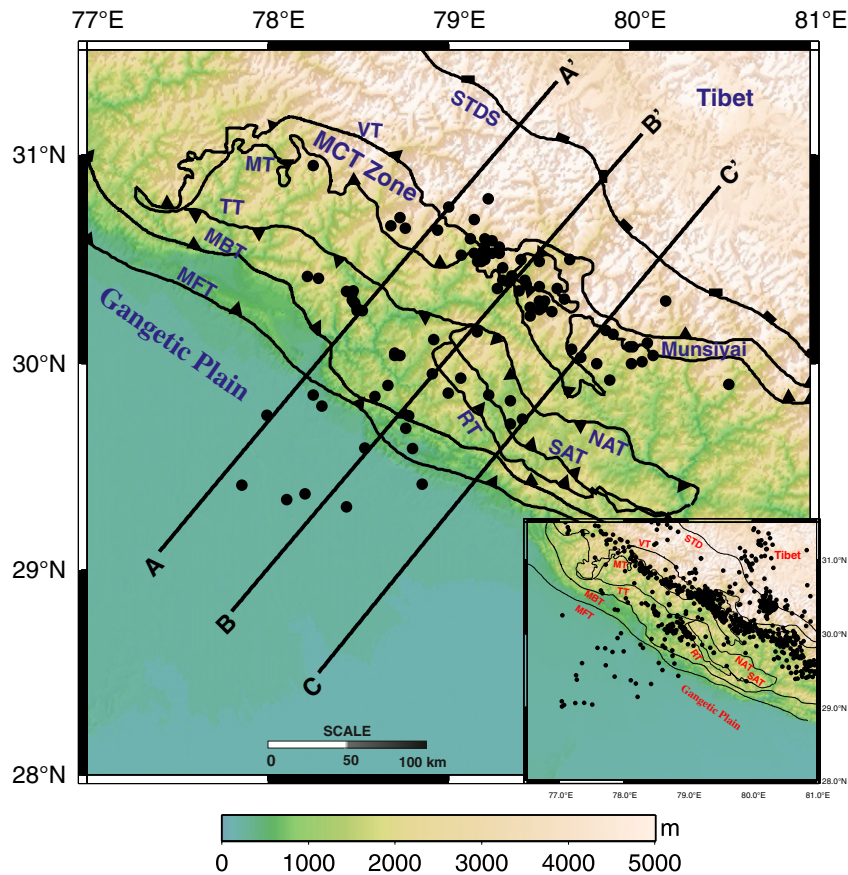 77°E 78°E 79°E 80°E 81°E
31°N
30°N
29°N
28°N
A'
B'
C'
Tibet
STDS
VT
MCT Zone
MT
TT
MBT
MFT
Gangetic Plain
Munsiyai
RT
SAT
NAT
A
B
C
SCALE
0 50 100 km
VT
STD
Tibet
MT
TT
MBT
MFT
RT
NAT
SAT
Gangetic Plain
31.0°N
30.0°N
29.0°N
28.0°N
77.0°E 78.0°E 79.0°E 80.0°E 81.0°E
m
0 1000 2000 3000 4000 5000